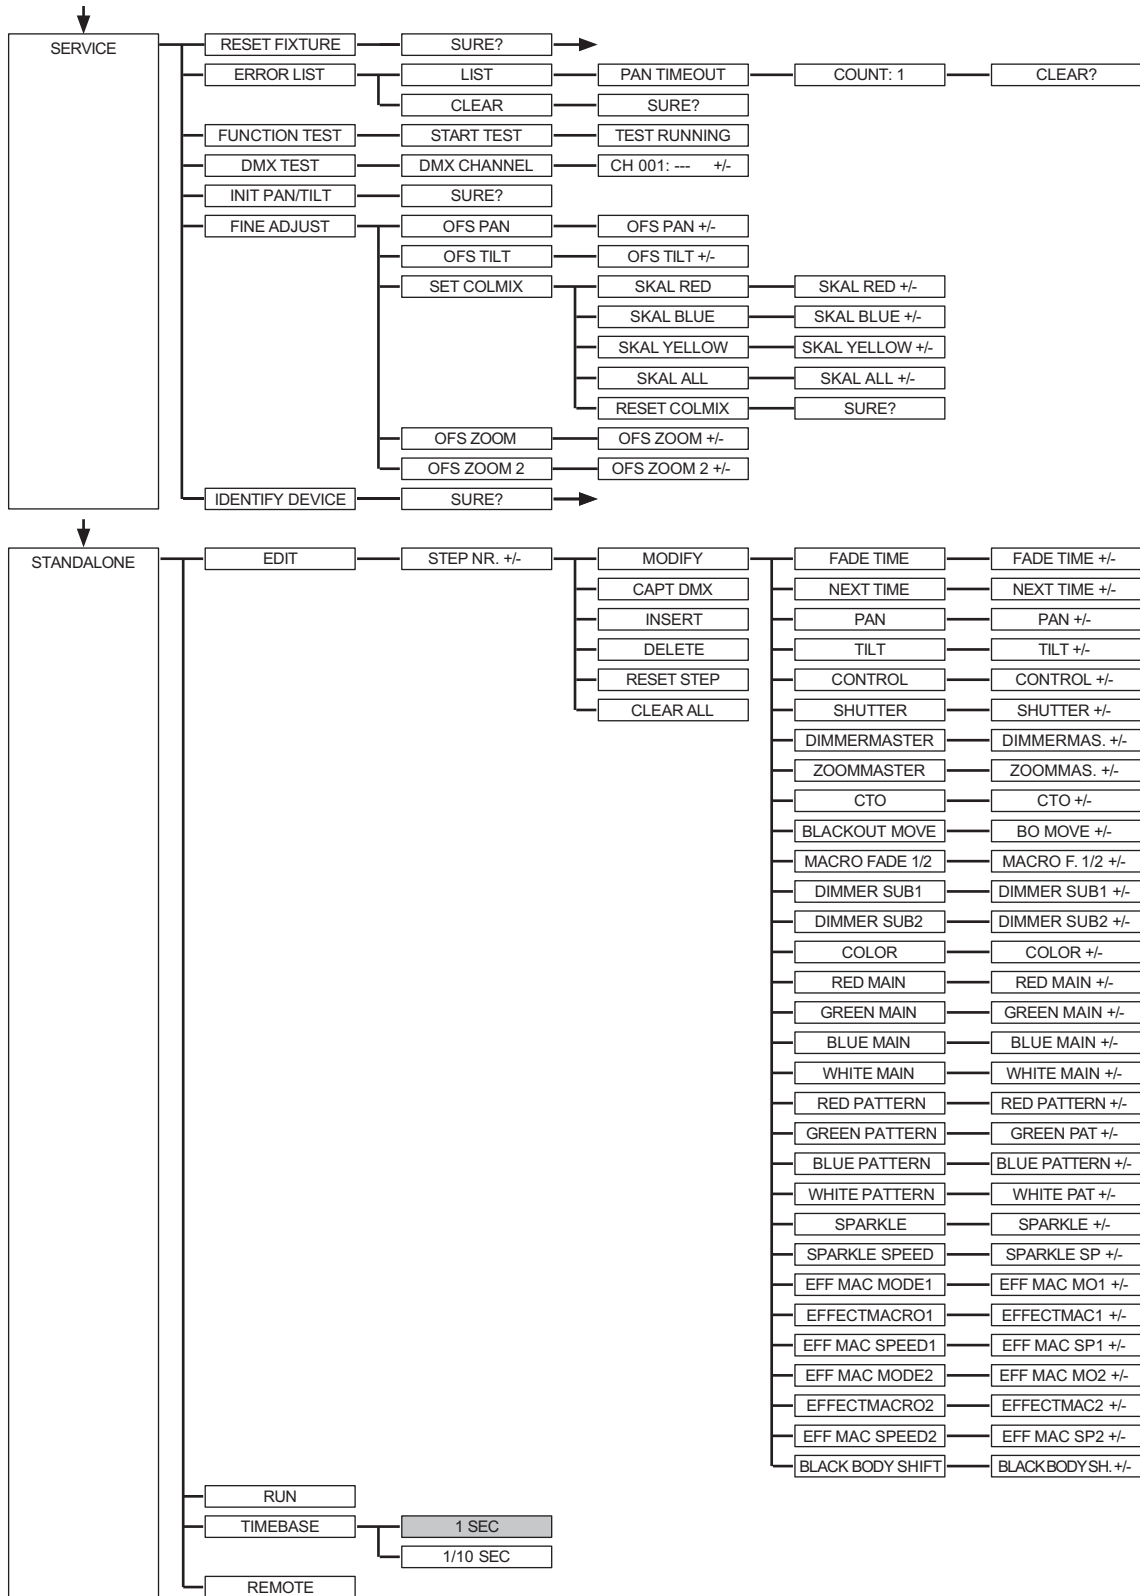 SERVICE RESET FIXTURE SURE?
ERROR LIST LIST PAN TIMEOUT COUNT: 1 CLEAR?
CLEAR SURE?
FUNCTION TEST START TEST TEST RUNNING
DMX TEST DMX CHANNEL CH 001: --- +/-
INIT PAN/TILT SURE?
FINE ADJUST OFS PAN OFS PAN +/-
OFS TILT OFS TILT +/-
SET COLMIX SKAL RED SKAL RED +/-
SKAL BLUE SKAL BLUE +/-
SKAL YELLOW SKAL YELLOW +/-
SKAL ALL SKAL ALL +/-
RESET COLMIX SURE?
OFS ZOOM OFS ZOOM +/-
OFS ZOOM 2 OFS ZOOM 2 +/-
IDENTIFY DEVICE SURE?
STANDALONE EDIT STEP NR. +/- MODIFY FADE TIME FADE TIME +/-
CAPT DMX NEXT TIME NEXT TIME +/-
INSERT PAN PAN +/-
DELETE TILT TILT +/-
RESET STEP CONTROL CONTROL +/-
CLEAR ALL SHUTTER SHUTTER +/-
DIMMERMASTER DIMMERMAS. +/-
ZOOMMASTER ZOOMMAS. +/-
CTO CTO +/-
BLACKOUT MOVE BO MOVE +/-
MACRO FADE 1/2 MACRO F. 1/2 +/-
DIMMER SUB1 DIMMER SUB1 +/-
DIMMER SUB2 DIMMER SUB2 +/-
COLOR COLOR +/-
RED MAIN RED MAIN +/-
GREEN MAIN GREEN MAIN +/-
BLUE MAIN BLUE MAIN +/-
WHITE MAIN WHITE MAIN +/-
RED PATTERN RED PATTERN +/-
GREEN PATTERN GREEN PAT +/-
BLUE PATTERN BLUE PATTERN +/-
WHITE PATTERN WHITE PAT +/-
SPARKLE SPARKLE +/-
SPARKLE SPEED SPARKLE SP +/-
EFF MAC MODE1 EFF MAC MO1 +/-
EFFECTMACRO1 EFFECTMAC1 +/-
EFF MAC SPEED1 EFF MAC SP1 +/-
EFF MAC MODE2 EFF MAC MO2 +/-
EFFECTMACRO2 EFFECTMAC2 +/-
EFF MAC SPEED2 EFF MAC SP2 +/-
BLACK BODY SHIFT BLACK BODY SH. +/-
RUN
TIMEBASE 1 SEC
1/10 SEC
REMOTE